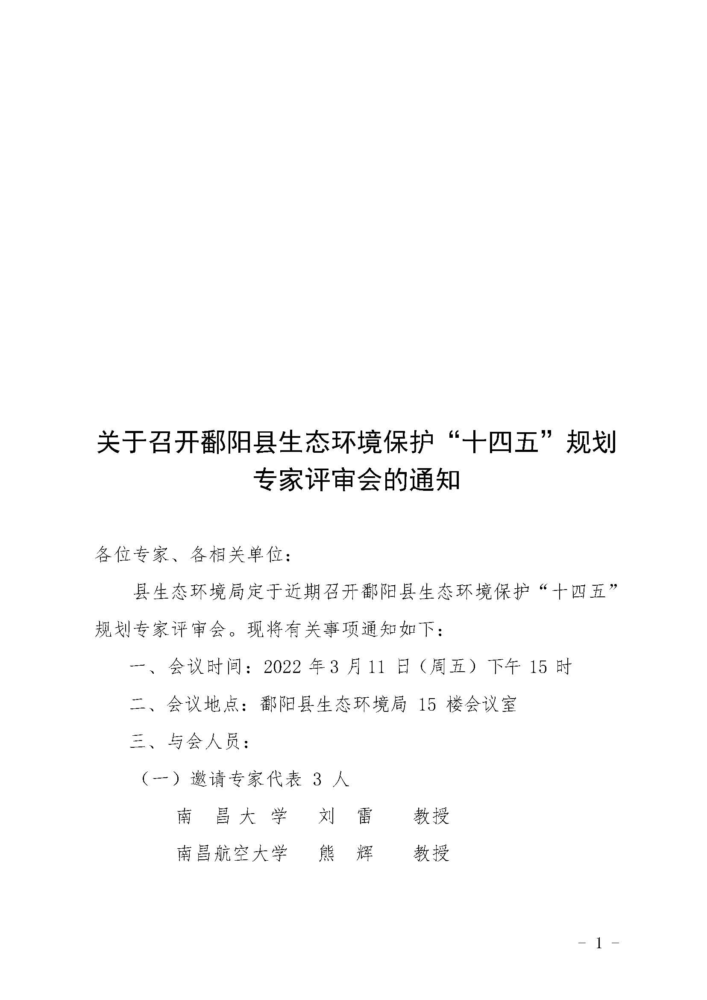 关于召开鄱阳县生态环境保护“十四五”规划
专家评审会的通知
各位专家、各相关单位：
县生态环境局定于近期召开鄱阳县生态环境保护“十四五”
规划专家评审会。现将有关事项通知如下：
一、会议时间：2022 年3 月11 日（周五）下午 15 时
二、会议地点：鄱阳县生态环境局 15 楼会议室
三、与会人员：
（一）邀请专家代表 3 人
南 昌 大 学 刘 雷 教授
南昌航空大学 熊 辉 教授
- 1 -